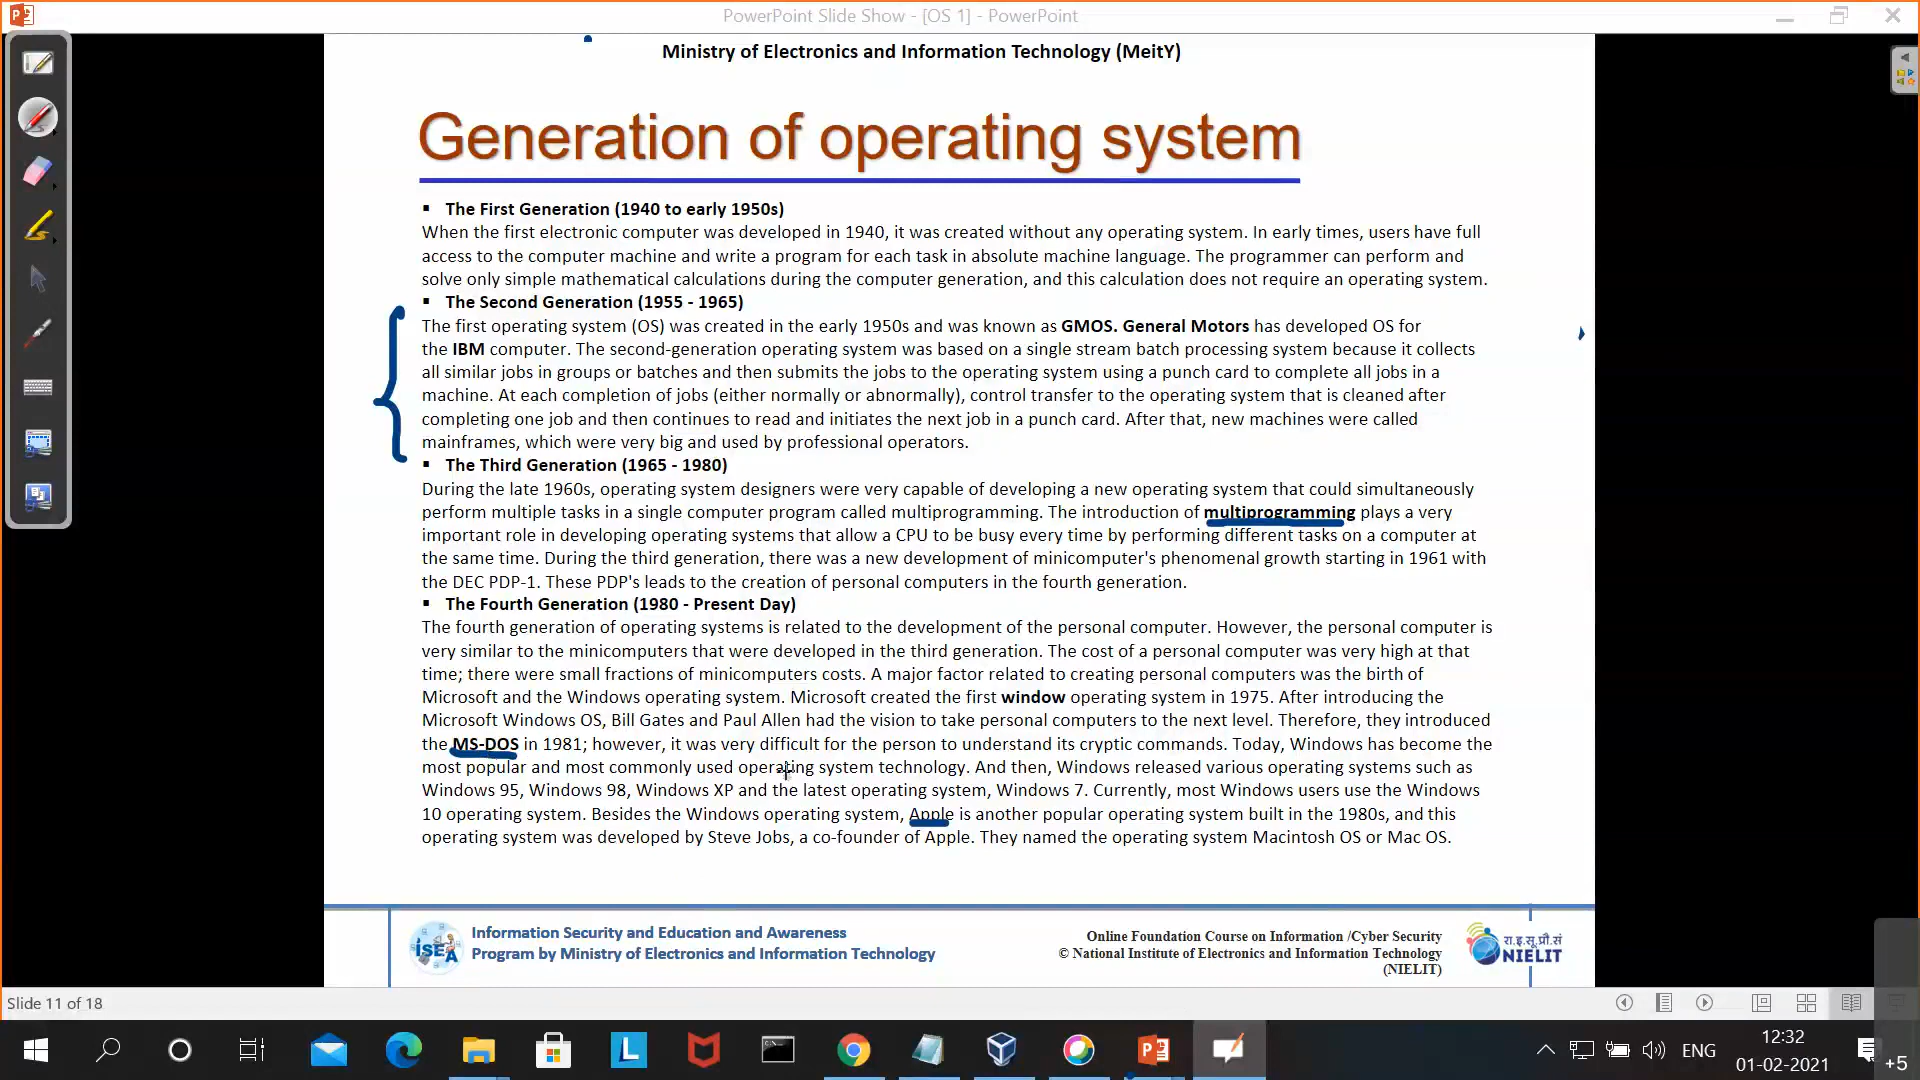 PowerPoint Slide Show - [OS 1] - PowerPoint
Ministry of Electronics and Information Technology (MeitY)
Generation of operating system
▪ The First Generation (1940 to early 1950s)
When the first electronic computer was developed in 1940, it was created without any operating system. In early times, users have full
access to the computer machine and write a program for each task in absolute machine language. The programmer can perform and
solve only simple mathematical calculations during the computer generation, and this calculation does not require an operating system.
▪ The Second Generation (1955 - 1965)
The first operating system (OS) was created in the early 1950s and was known as GMOS. General Motors has developed OS for
the IBM computer. The second-generation operating system was based on a single stream batch processing system because it collects
all similar jobs in groups or batches and then submits the jobs to the operating system using a punch card to complete all jobs in a
machine. At each completion of jobs (either normally or abnormally), control transfer to the operating system that is cleaned after
completing one job and then continues to read and initiates the next job in a punch card. After that, new machines were called
mainframes, which were very big and used by professional operators.
▪ The Third Generation (1965 - 1980)
During the late 1960s, operating system designers were very capable of developing a new operating system that could simultaneously
perform multiple tasks in a single computer program called multiprogramming. The introduction of multiprogramming plays a very
important role in developing operating systems that allow a CPU to be busy every time by performing different tasks on a computer at
the same time. During the third generation, there was a new development of minicomputer's phenomenal growth starting in 1961 with
the DEC PDP-1. These PDP's leads to the creation of personal computers in the fourth generation.
▪ The Fourth Generation (1980 - Present Day)
The fourth generation of operating systems is related to the development of the personal computer. However, the personal computer is
very similar to the minicomputers that were developed in the third generation. The cost of a personal computer was very high at that
time; there were small fractions of minicomputers costs. A major factor related to creating personal computers was the birth of
Microsoft and the Windows operating system. Microsoft created the first window operating system in 1975. After introducing the
Microsoft Windows OS, Bill Gates and Paul Allen had the vision to take personal computers to the next level. Therefore, they introduced
the MS-DOS in 1981; however, it was very difficult for the person to understand its cryptic commands. Today, Windows has become the
most popular and most commonly used operating system technology. And then, Windows released various operating systems such as
Windows 95, Windows 98, Windows XP and the latest operating system, Windows 7. Currently, most Windows users use the Windows
10 operating system. Besides the Windows operating system, Apple is another popular operating system built in the 1980s, and this
operating system was developed by Steve Jobs, a co-founder of Apple. They named the operating system Macintosh OS or Mac OS.
ISEA
Information Security and Education and Awareness
Program by Ministry of Electronics and Information Technology
Online Foundation Course on Information /Cyber Security
© National Institute of Electronics and Information Technology
(NIELIT)
रा.इ.सू.प्रौ.सं
NIELIT
Slide 11 of 18
ENG
12:32
01-02-2021
+5